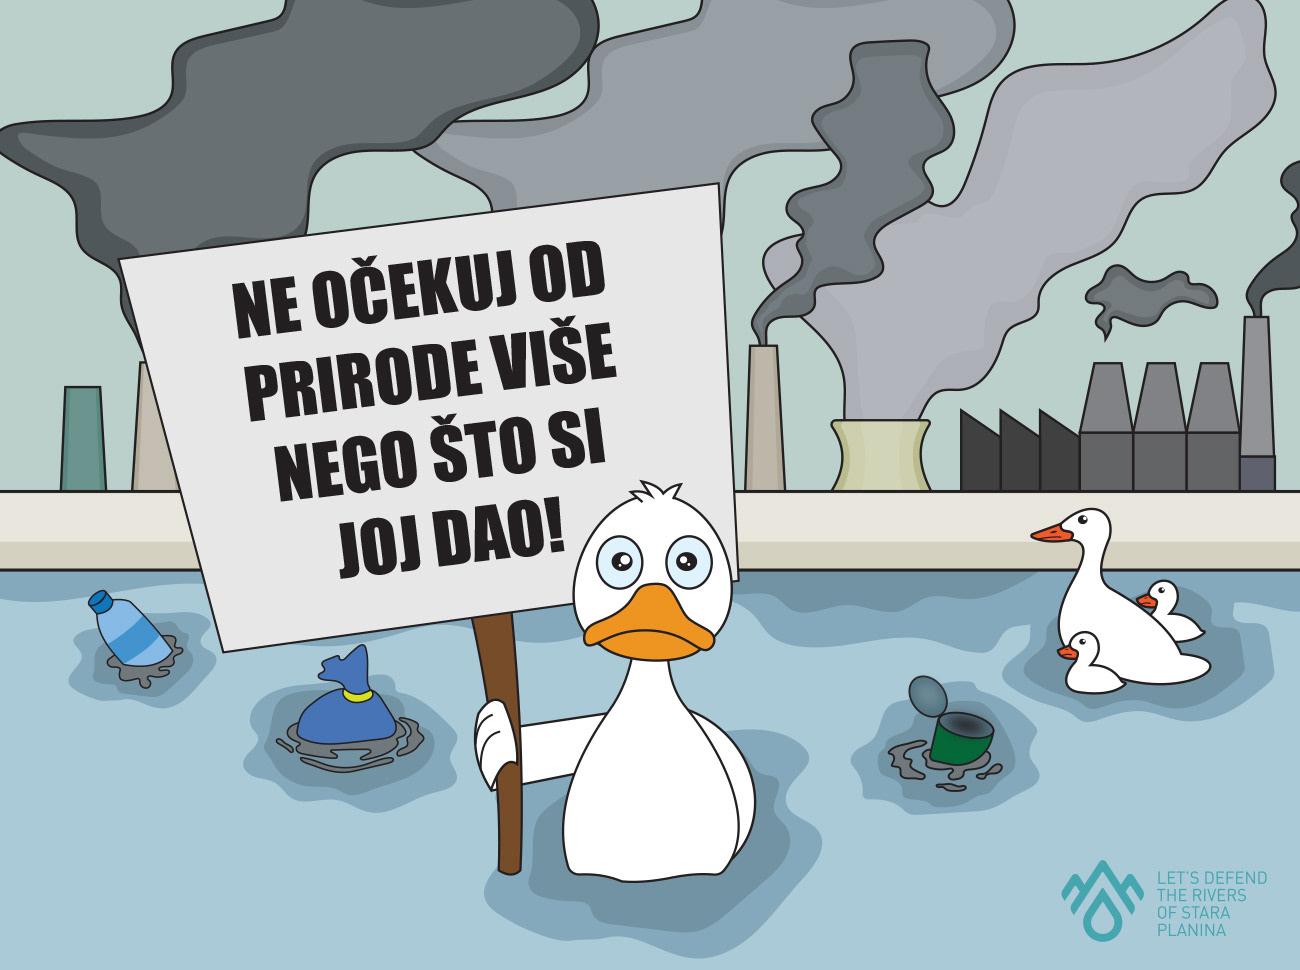 NE OČEKUJ OD
PRIRODE VIŠE
NEGO ŠTO SI
JOJ DAO!
LET'S DEFEND
THE RIVERS
OF STARA
PLANINA